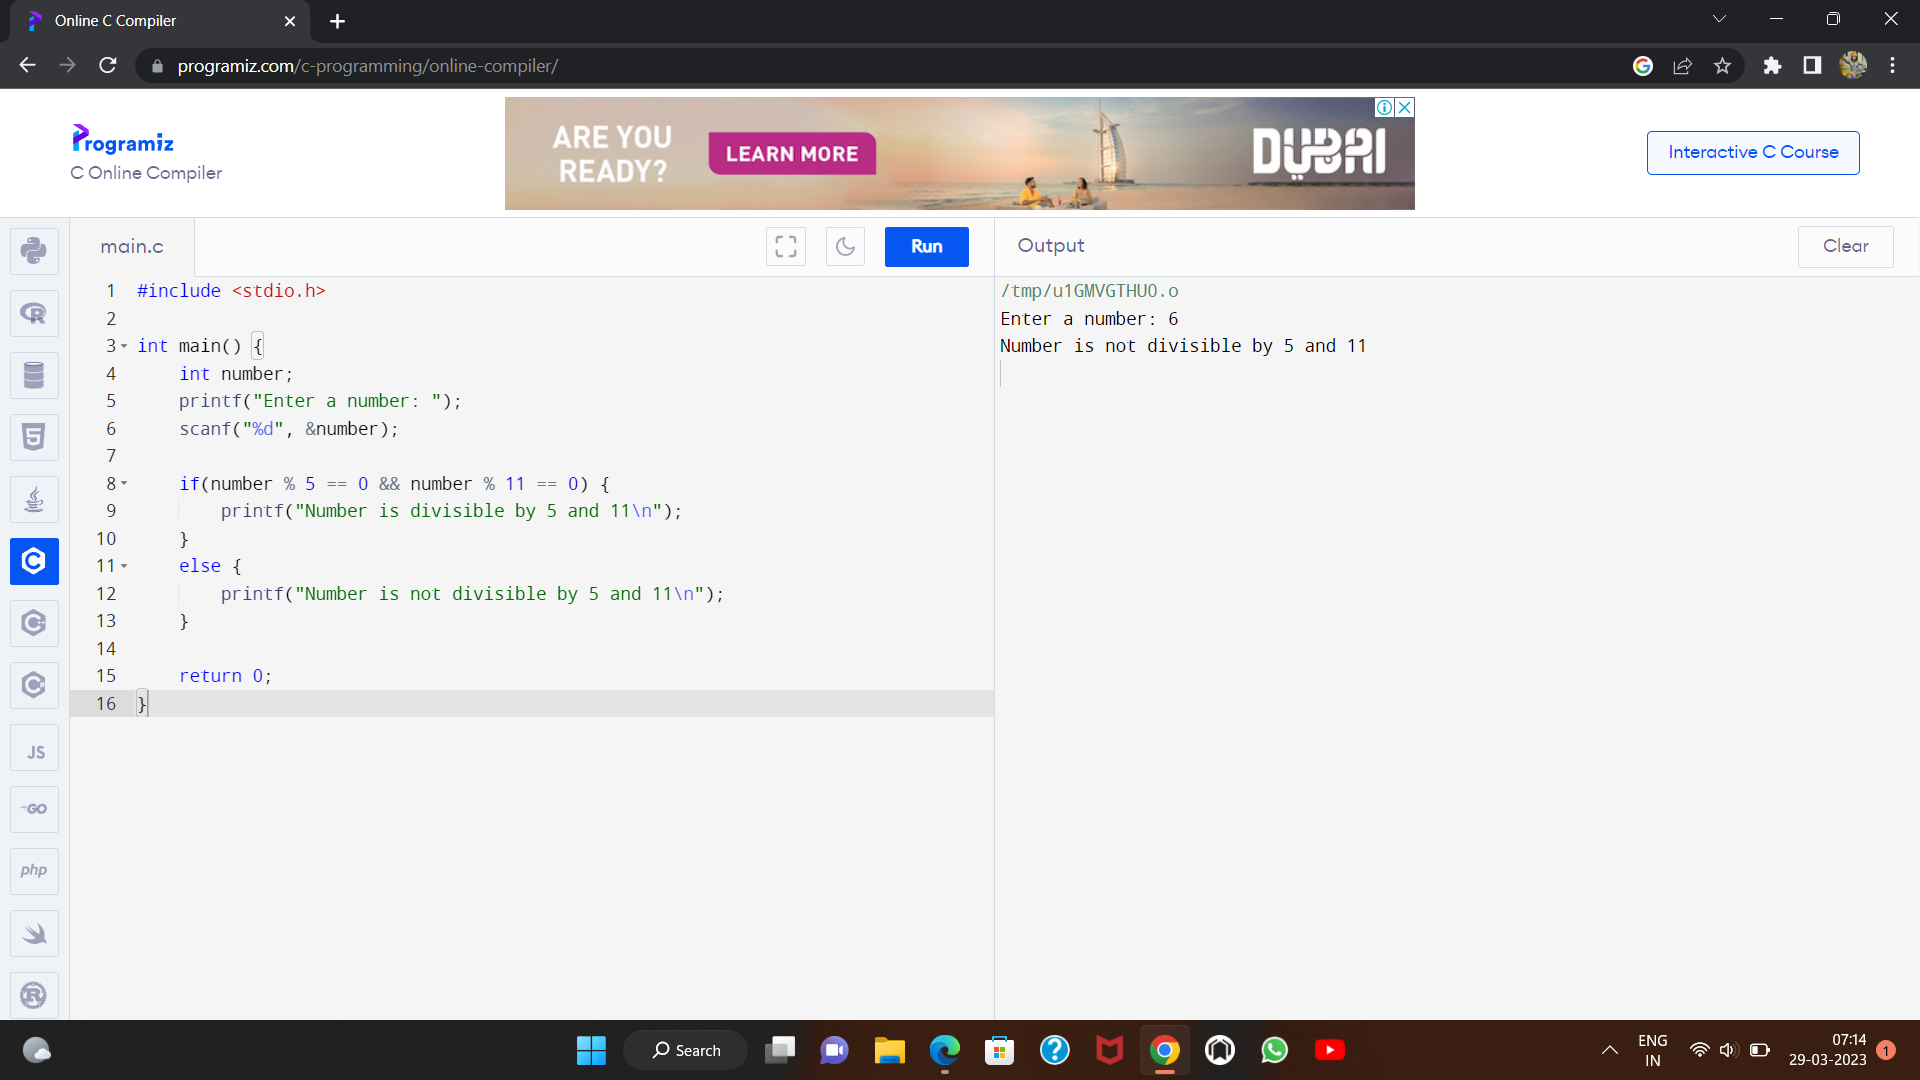 Online C Compiler
programiz.com/c-programming/online-compiler/
Programiz
C Online Compiler
ARE YOU
READY?
LEARN MORE
DUBAI
Interactive C Course
main.c
Run
Output
Clear
1 #include <stdio.h>
2
3 int main() {
4     int number;
5     printf("Enter a number: ");
6     scanf("%d", &number);
7
8     if(number % 5 == 0 && number % 11 == 0) {
9         printf("Number is divisible by 5 and 11\n");
10     }
11     else {
12         printf("Number is not divisible by 5 and 11\n");
13     }
14
15     return 0;
16 }
/tmp/u1GMVGTHUO.o
Enter a number: 6
Number is not divisible by 5 and 11
JS
GO
php
Search
ENG
IN
07:14
29-03-2023
1